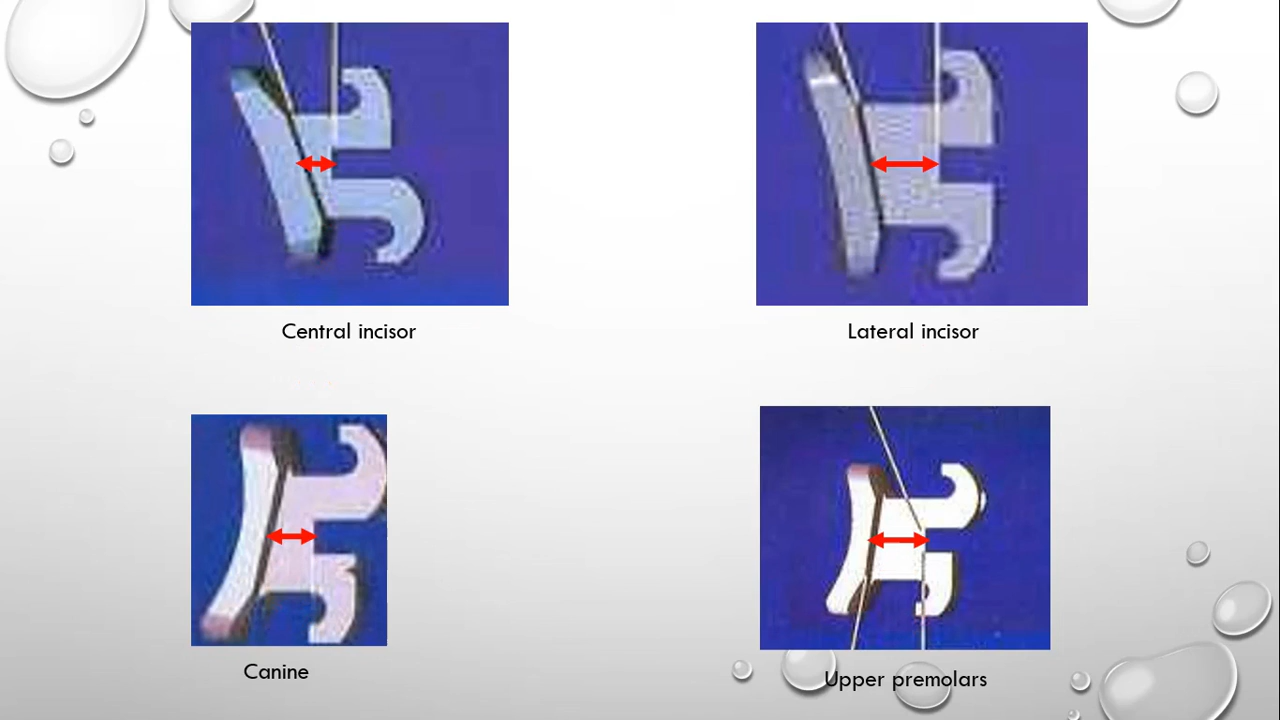 Central incisor
Lateral incisor
Canine
Upper premolars